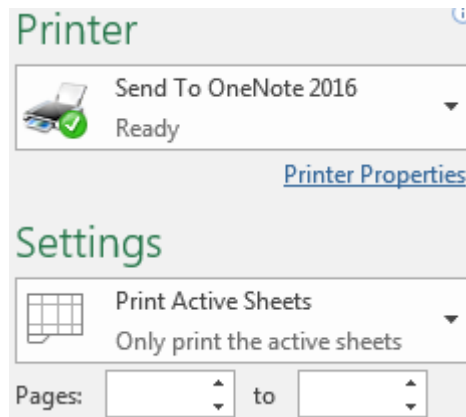 Printer
Send To OneNote 2016
Ready
Printer Properties
Settings
Print Active Sheets
Only print the active sheets
Pages: to